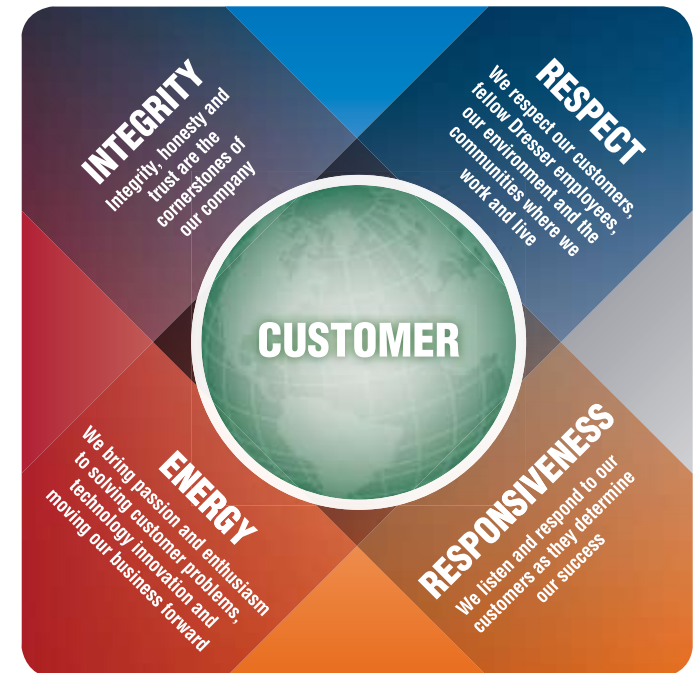 INTEGRITY
Integrity, honesty and
trust are the
cornerstones of
our company
RESPECT
We respect our customers,
fellow Dresser employees,
our environment and the
communities where we
work and live
CUSTOMER
ENERGY
We bring passion and enthusiasm
to solving customer problems,
technology innovation and
moving our business forward
RESPONSIVENESS
We listen and respond to our
customers as they determine
our success